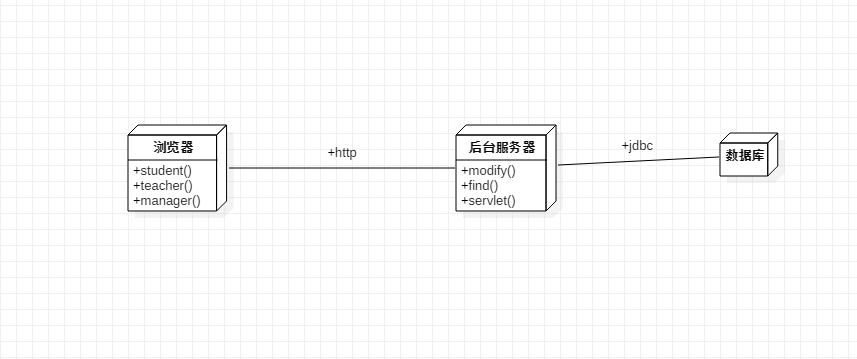 浏览器
+student()
+teacher()
+manager()
+http
后台服务器
+modify()
+find()
+servlet()
+jdbc
数据库